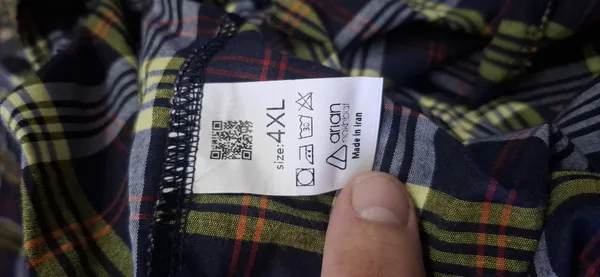 size: 4XL
arian
Made in Iran